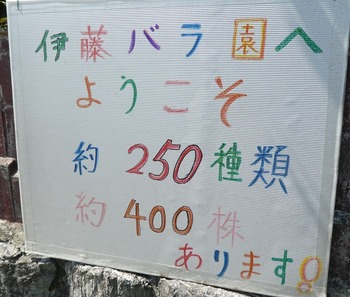 伊藤バラ園へ
ようこそ
約250種類
約400株
あります!